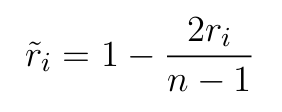 r̃ᵢ = 1 − 2rᵢ / (n − 1)